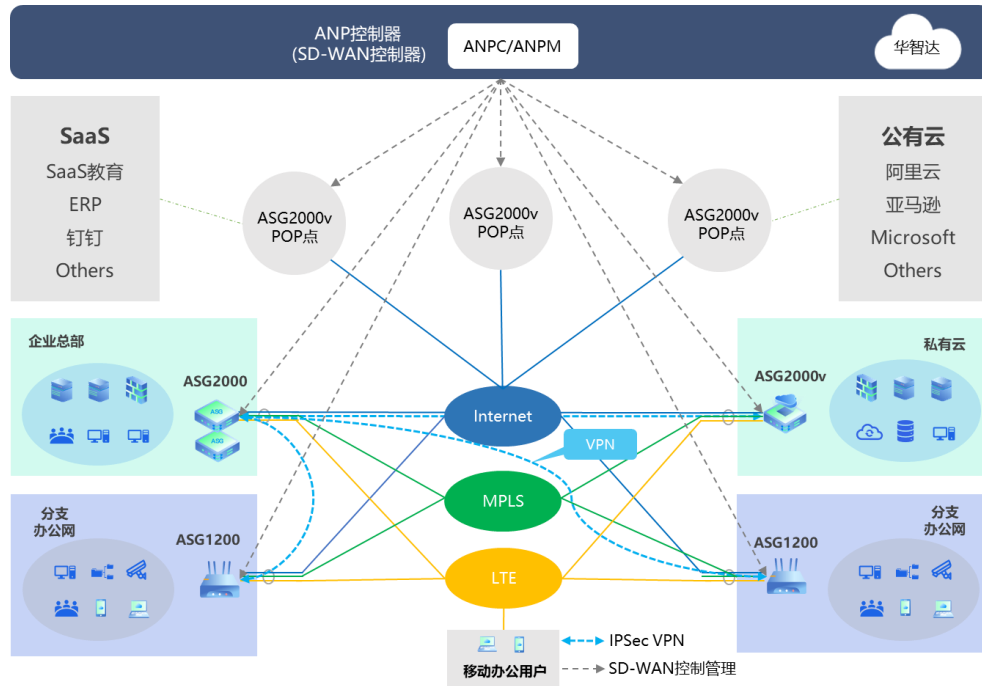 ANP控制器
(SD-WAN控制器)
ANPC/ANPM
华智达
SaaS
SaaS教育
ERP
钉钉
Others
ASG2000v
POP点
ASG2000v
POP点
ASG2000v
POP点
公有云
阿里云
亚马逊
Microsoft
Others
企业总部
ASG2000
ASG
ASG
Internet
VPN
ASG2000v
私有云
MPLS
分支
办公网
ASG1200
LTE
ASG1200
分支
办公网
移动办公用户
IPSec VPN
SD-WAN控制管理